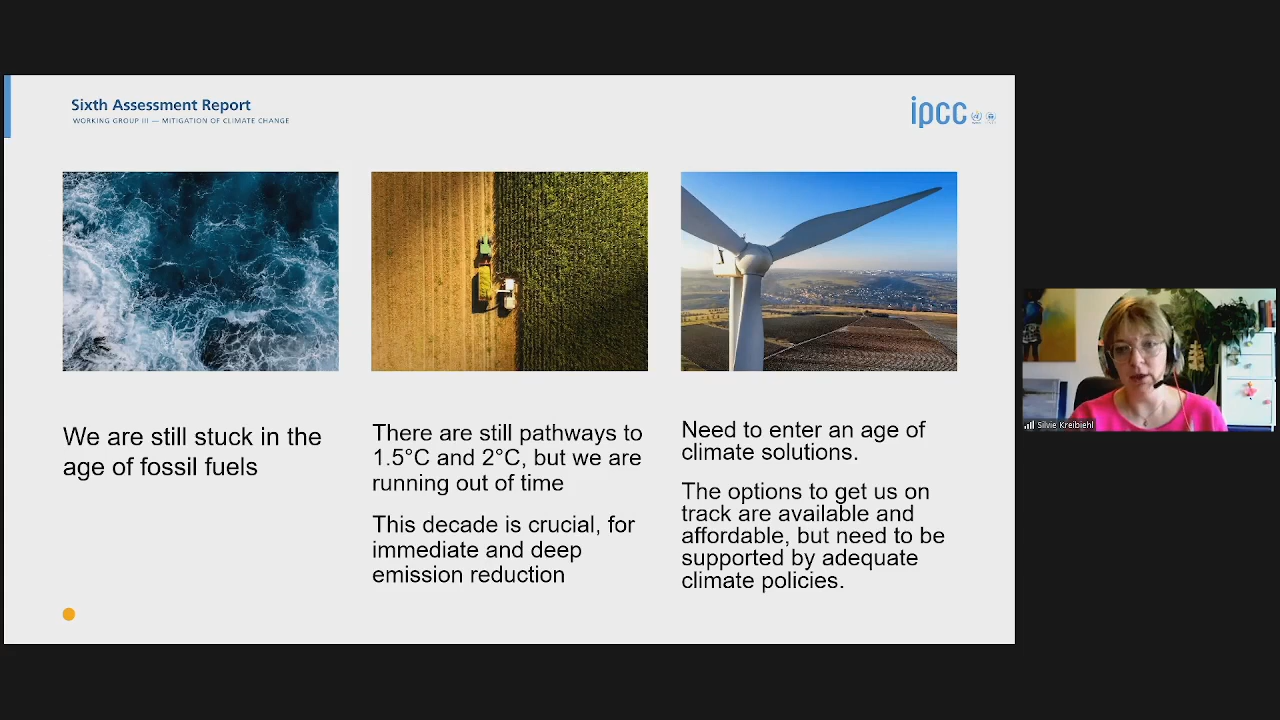 Sixth Assessment Report
WORKING GROUP III — MITIGATION OF CLIMATE CHANGE
ipcc
We are still stuck in the
age of fossil fuels
There are still pathways to
1.5°C and 2°C, but we are
running out of time
This decade is crucial, for
immediate and deep
emission reduction
Need to enter an age of
climate solutions.
The options to get us on
track are available and
affordable, but need to be
supported by adequate
climate policies.
Silvie Kreibiehl